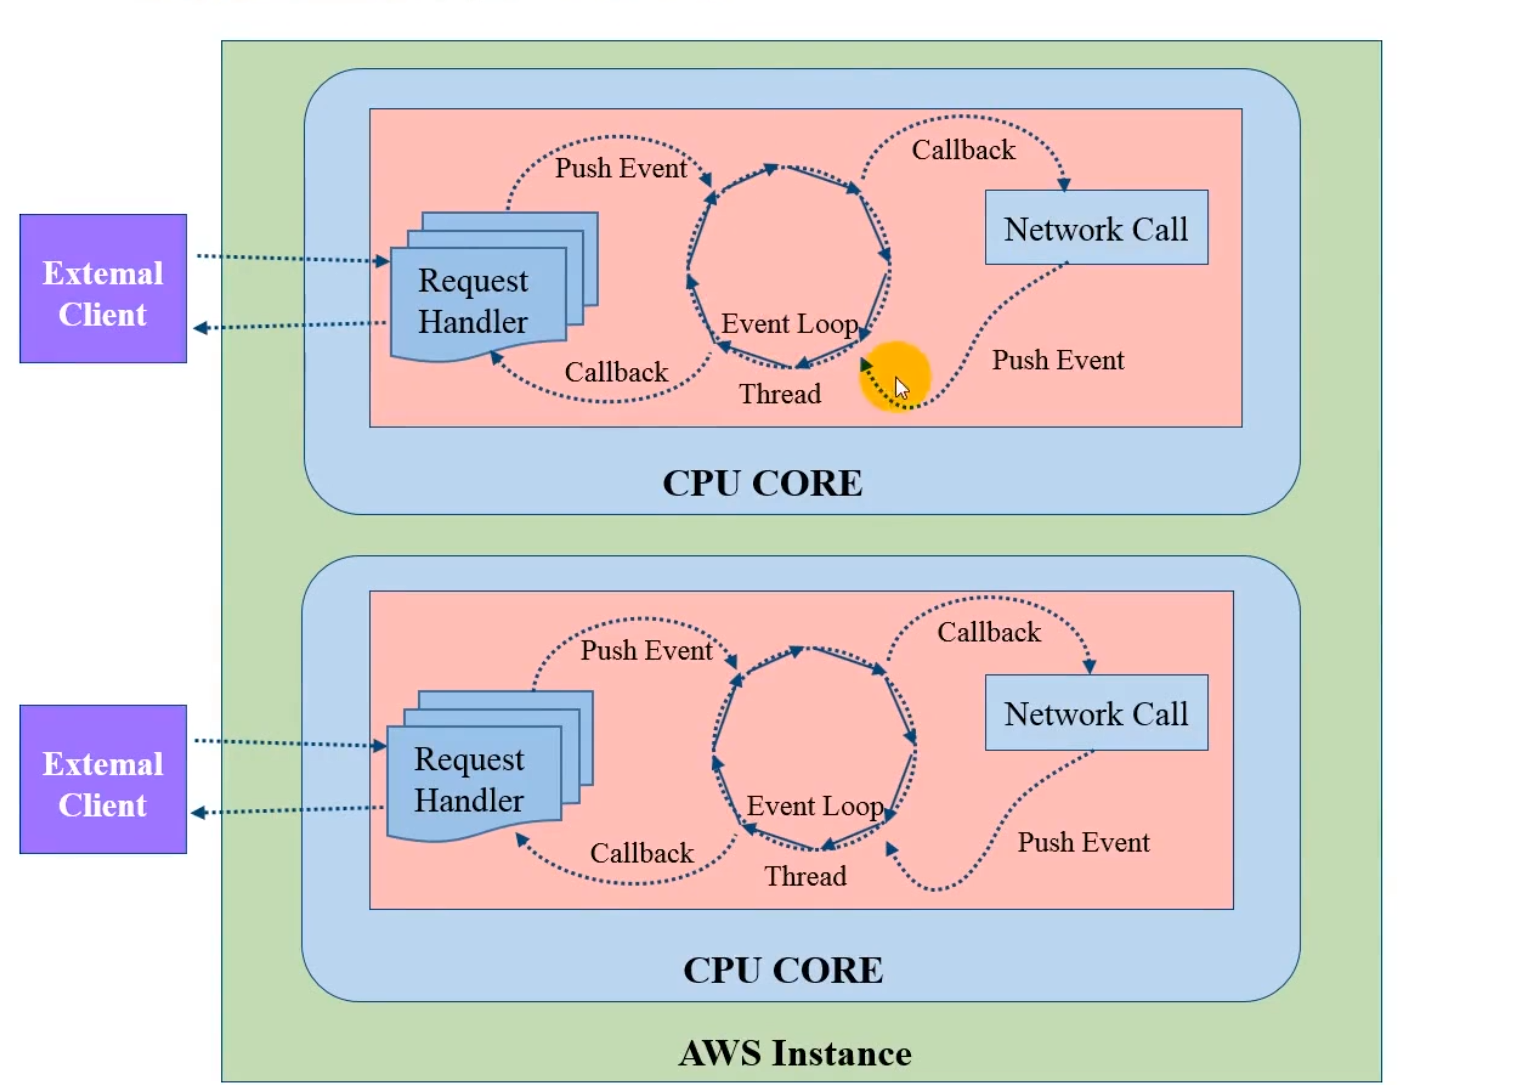 Callback
Push Event
Network Call
Extemal
Client
Request
Handler
Event Loop
Push Event
Callback
Thread
CPU CORE
Callback
Push Event
Network Call
Extemal
Client
Request
Handler
Event Loop
Push Event
Callback
Thread
CPU CORE
AWS Instance